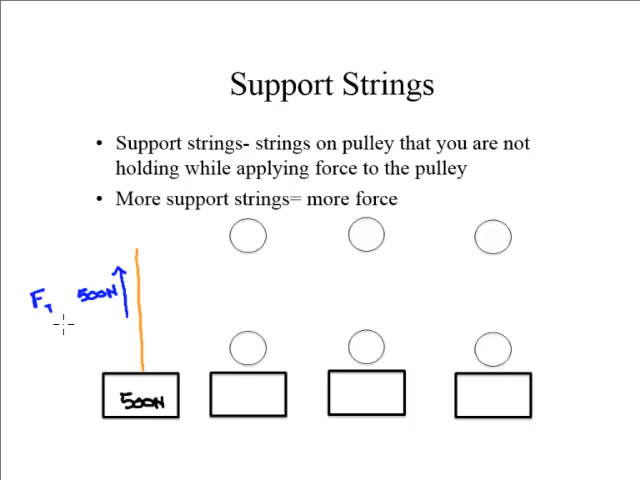 Support Strings
• Support strings- strings on pulley that you are not
holding while applying force to the pulley
• More support strings= more force
F_T 500N
500N